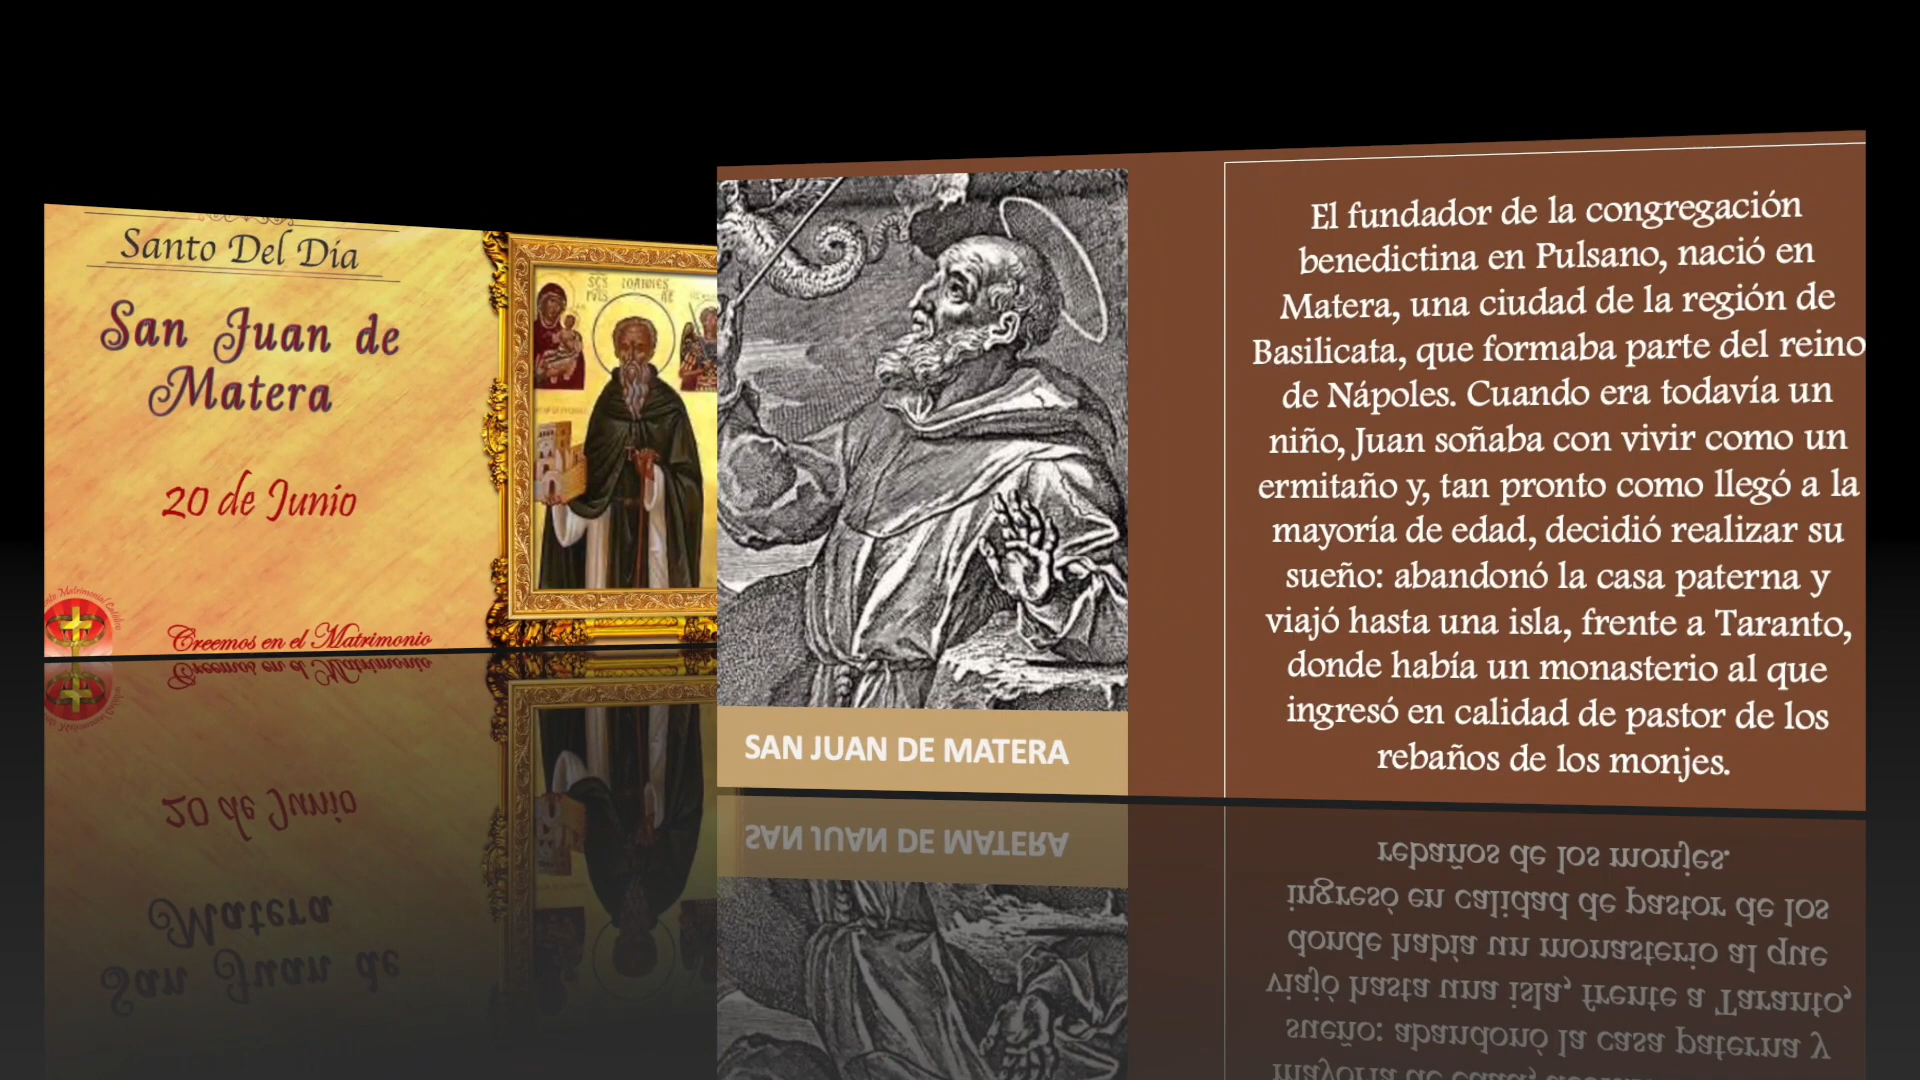 Santo Del Día
San Juan de
Matera
20 de Junio
Creemos en el Matrimonio
SAN JUAN DE MATERA
El fundador de la congregación
benedictina en Pulsano, nació en
Matera, una ciudad de la región de
Basilicata, que formaba parte del reino
de Nápoles. Cuando era todavía un
niño, Juan soñaba con vivir como un
ermitaño y, tan pronto como llegó a la
mayoría de edad, decidió realizar su
sueño: abandonó la casa paterna y
viajó hasta una isla, frente a Taranto,
donde había un monasterio al que
ingresó en calidad de pastor de los
rebaños de los monjes.